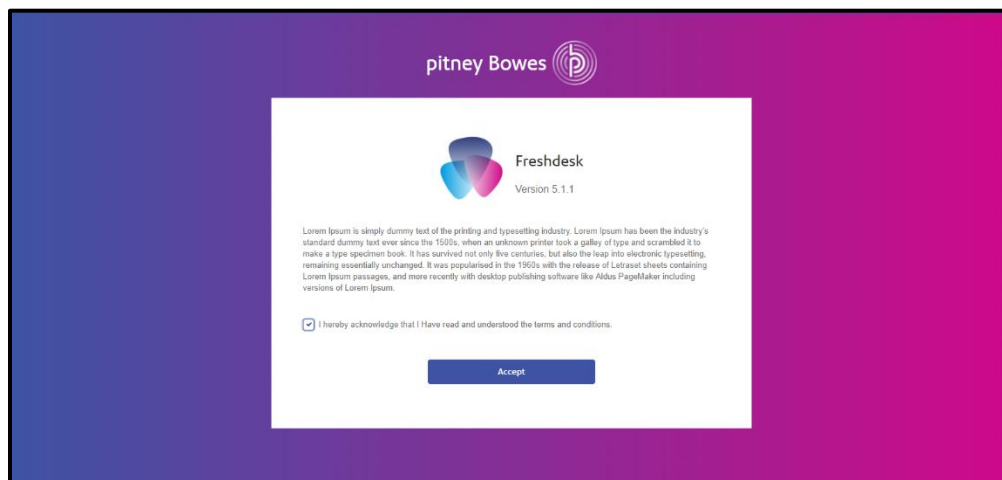 pitney Bowes
Freshdesk
Version 5.1.1
Lorem Ipsum is simply dummy text of the printing and typesetting industry. Lorem Ipsum has been the industry's
standard dummy text ever since the 1500s, when an unknown printer took a galley of type and scrambled it to
make a type specimen book. It has survived not only five centuries, but also the leap into electronic typesetting,
remaining essentially unchanged. It was popularised in the 1960s with the release of Letraset sheets containing
Lorem Ipsum passages, and more recently with desktop publishing software like Aldus PageMaker including
versions of Lorem Ipsum.
I hereby acknowledge that I Have read and understood the terms and conditions.
Accept